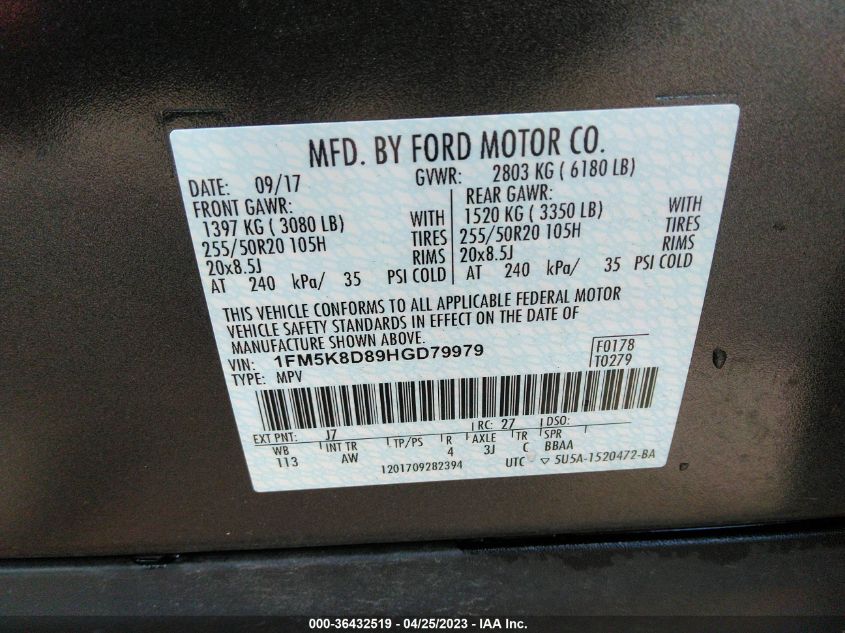 MFD. BY FORD MOTOR CO.
DATE: 09/17 GVWR: 2803 KG ( 6180 LB)
FRONT GAWR: REAR GAWR:
1397 KG ( 3080 LB) WITH 1520 KG ( 3350 LB) WITH
255/50R20 105H TIRES 255/50R20 105H TIRES
20x8.5J RIMS 20x8.5J RIMS
AT 240 kPa/ 35 PSI COLD AT 240 kPa/ 35 PSI COLD
THIS VEHICLE CONFORMS TO ALL APPLICABLE FEDERAL MOTOR
VEHICLE SAFETY STANDARDS IN EFFECT ON THE DATE OF
MANUFACTURE SHOWN ABOVE.
VIN: 1FM5K8D89HGD79979 F0178
TYPE: MPV T0279
EXT PNT: J7 RC: 27 DSO:
WB INT TR TP/PS R AXLE TR SPR
113 AW 4 3J C BBAA
1201709282394 UTC ▽ 5U5A-1520472-BA
000-36432519 - 04/25/2023 - IAA Inc.